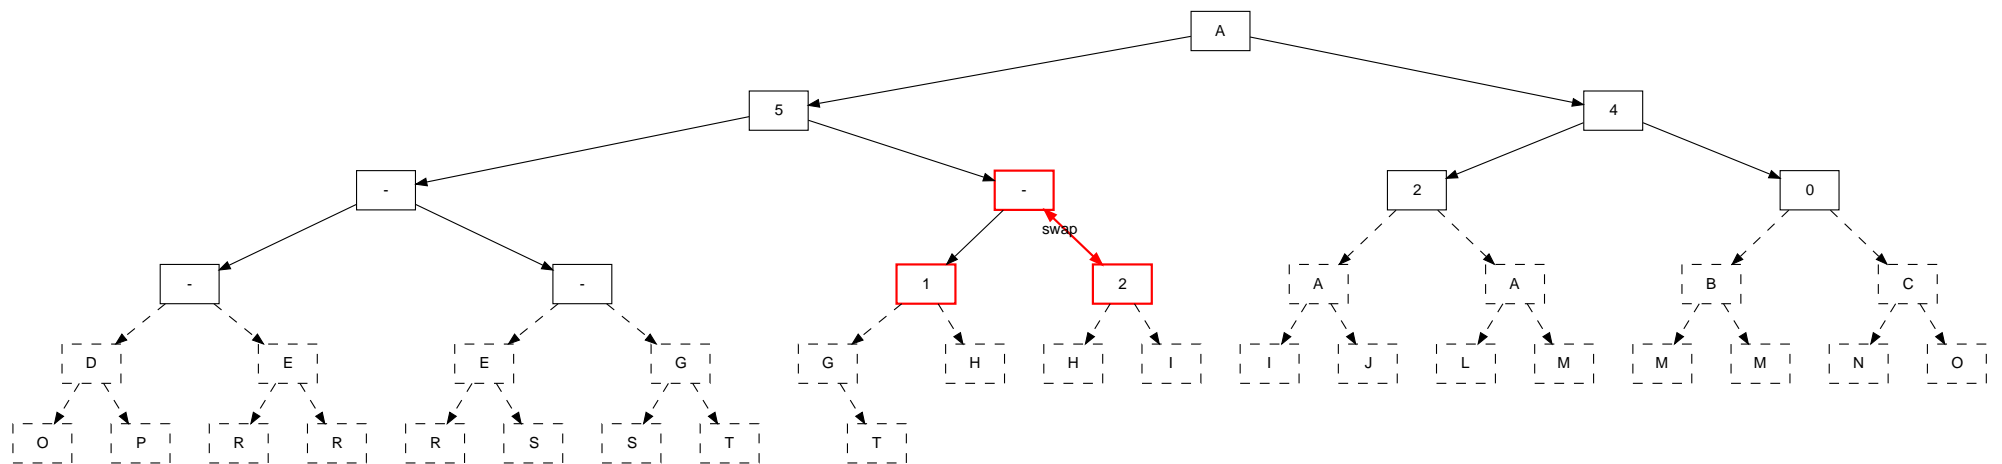 A
5 4
- - 2 0
swap
- - 1 2 A A B C
D E E G G H H I I J L M M M N O
O P R R R S S T T